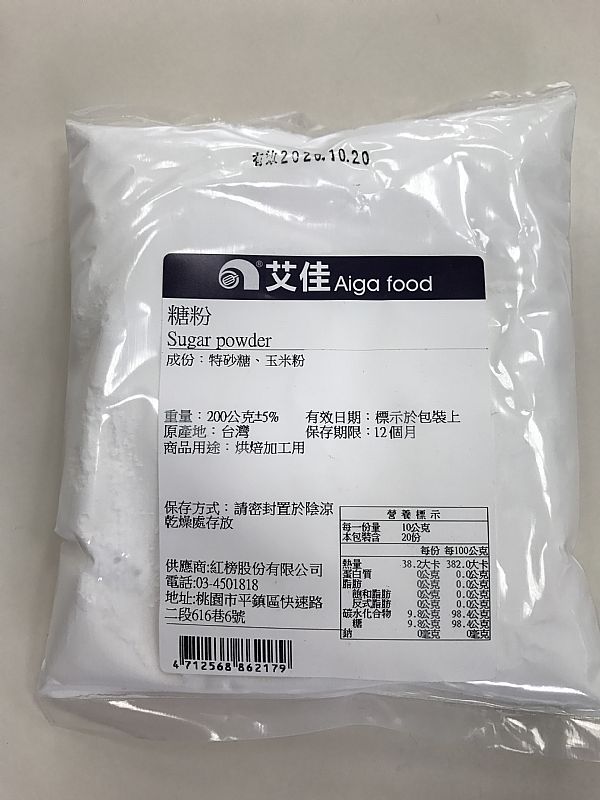 有效2026.10.20
艾佳 Aiga food
糖粉
Sugar powder
成份：特砂糖、玉米粉
重量：200公克±5% 有效日期：標示於包裝上
原產地：台灣 保存期限：12個月
商品用途：烘焙加工用
保存方式：請密封置於陰涼
乾燥處存放
供應商:紅榜股份有限公司
電話:03-4501818
地址:桃園市平鎮區快速路
二段616巷6號
4712568862179
營養標示
每一份量 10公克
本包裝含 20份
每份 每100公克
熱量 38.2大卡 382.0大卡
蛋白質 0公克 0.0公克
脂肪 0公克 0.0公克
飽和脂肪 0公克 0.0公克
反式脂肪 0公克 0.0公克
碳水化合物 9.8公克 98.4公克
糖 9.8公克 98.4公克
鈉 0毫克 0毫克